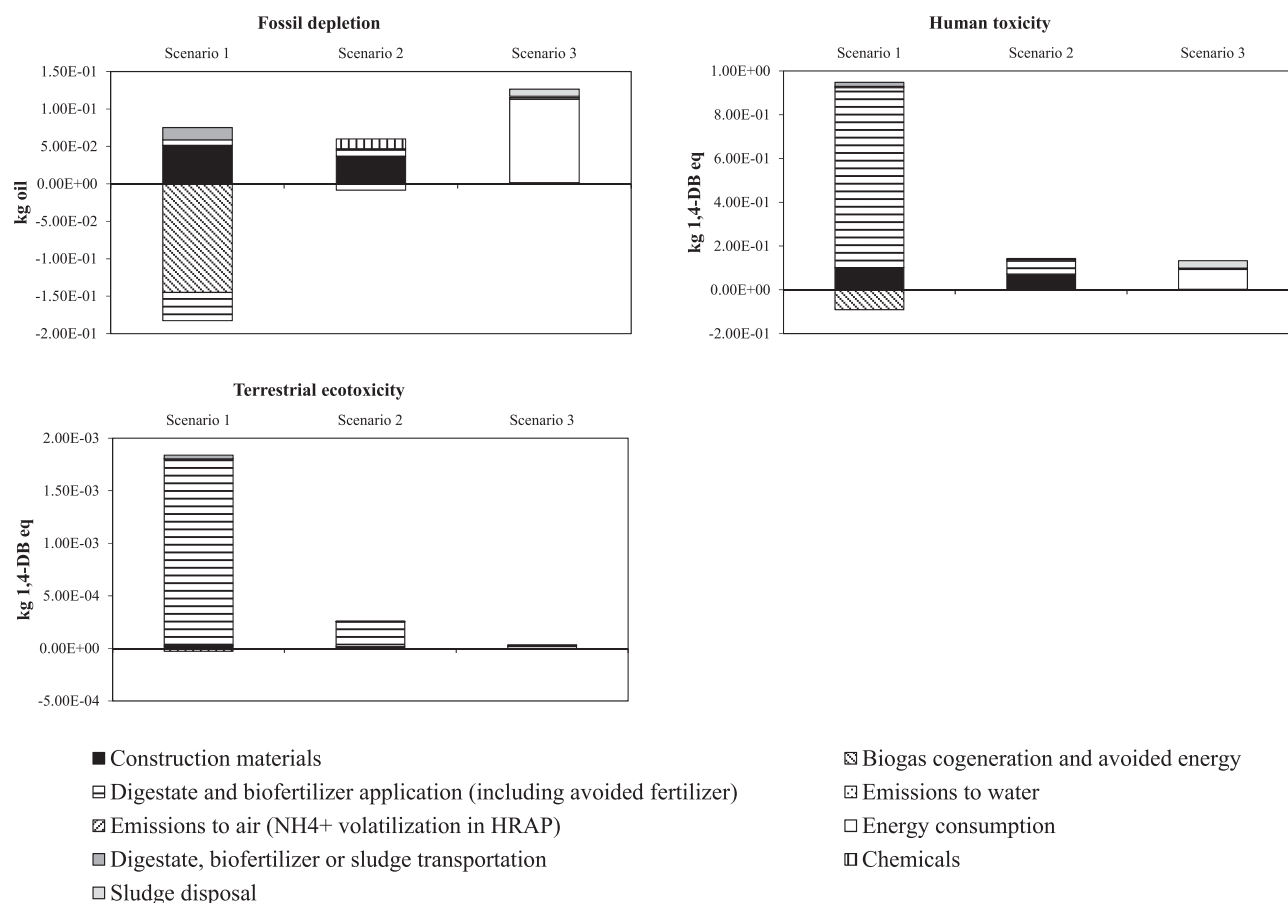 Fossil depletion
Scenario 1 Scenario 2 Scenario 3
kg oil
1.50E-01
1.00E-01
5.00E-02
0.00E+00
-5.00E-02
-1.00E-01
-1.50E-01
-2.00E-01
Human toxicity
Scenario 1 Scenario 2 Scenario 3
kg 1,4-DB eq
1.00E+00
8.00E-01
6.00E-01
4.00E-01
2.00E-01
0.00E+00
-2.00E-01
Terrestrial ecotoxicity
Scenario 1 Scenario 2 Scenario 3
kg 1,4-DB eq
2.00E-03
1.50E-03
1.00E-03
5.00E-04
0.00E+00
-5.00E-04
Construction materials
Digestate and biofertilizer application (including avoided fertilizer)
Emissions to air (NH4+ volatilization in HRAP)
Digestate, biofertilizer or sludge transportation
Sludge disposal
Biogas cogeneration and avoided energy
Emissions to water
Energy consumption
Chemicals